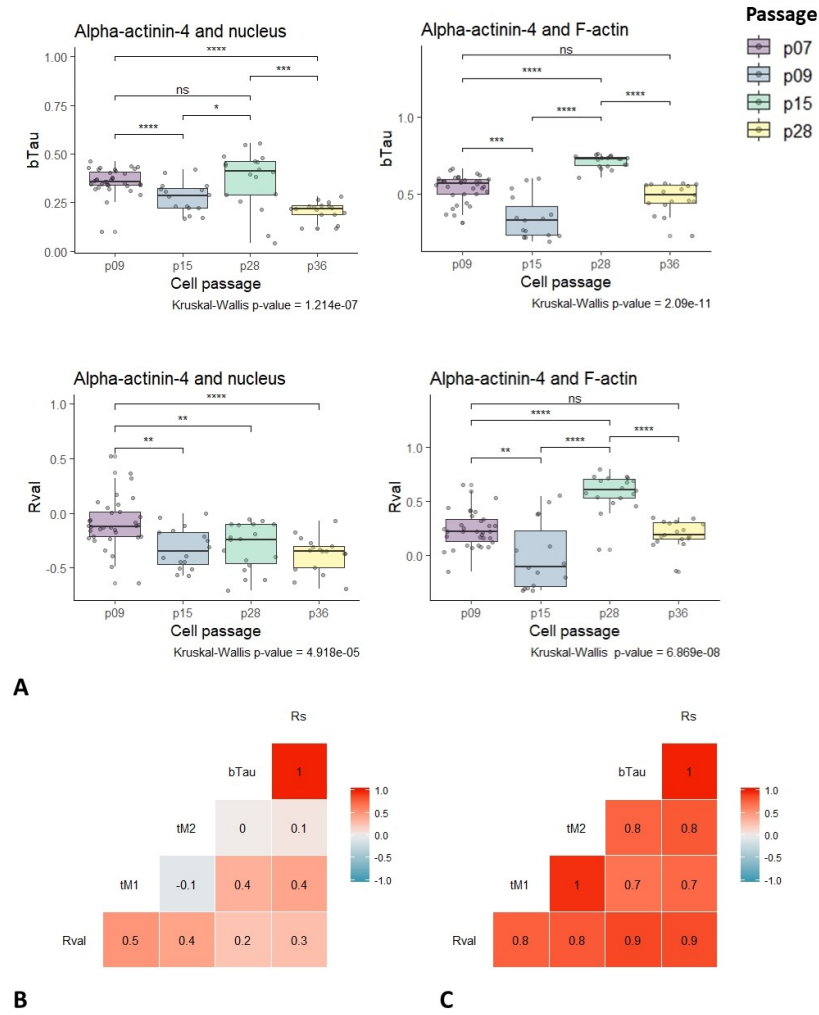 Passage
p07
p09
p15
p28
Alpha-actinin-4 and nucleus
bTau
1.00
0.75
0.50
0.25
0.00
****
***
ns
*
****
p09 p15 p28 p36
Cell passage
Kruskal-Wallis p-value = 1.214e-07
Alpha-actinin-4 and F-actin
bTau
1.0
0.5
ns
****
****
****
***
p09 p15 p28 p36
Cell passage
Kruskal-Wallis p-value = 2.09e-11
Alpha-actinin-4 and nucleus
Rval
1.0
0.5
0.0
-0.5
****
**
**
p09 p15 p28 p36
Cell passage
Kruskal-Wallis p-value = 4.918e-05
Alpha-actinin-4 and F-actin
Rval
1.0
0.5
0.0
ns
****
****
****
**
p09 p15 p28 p36
Cell passage
Kruskal-Wallis p-value = 6.869e-08
A
Rs
bTau 1
tM2 0 0.1
tM1 -0.1 0.4 0.4
Rval 0.5 0.4 0.2 0.3
1.0
0.5
0.0
-0.5
-1.0
B
Rs
bTau 1
tM2 0.8 0.8
tM1 1 0.7 0.7
Rval 0.8 0.8 0.9 0.9
1.0
0.5
0.0
-0.5
-1.0
C